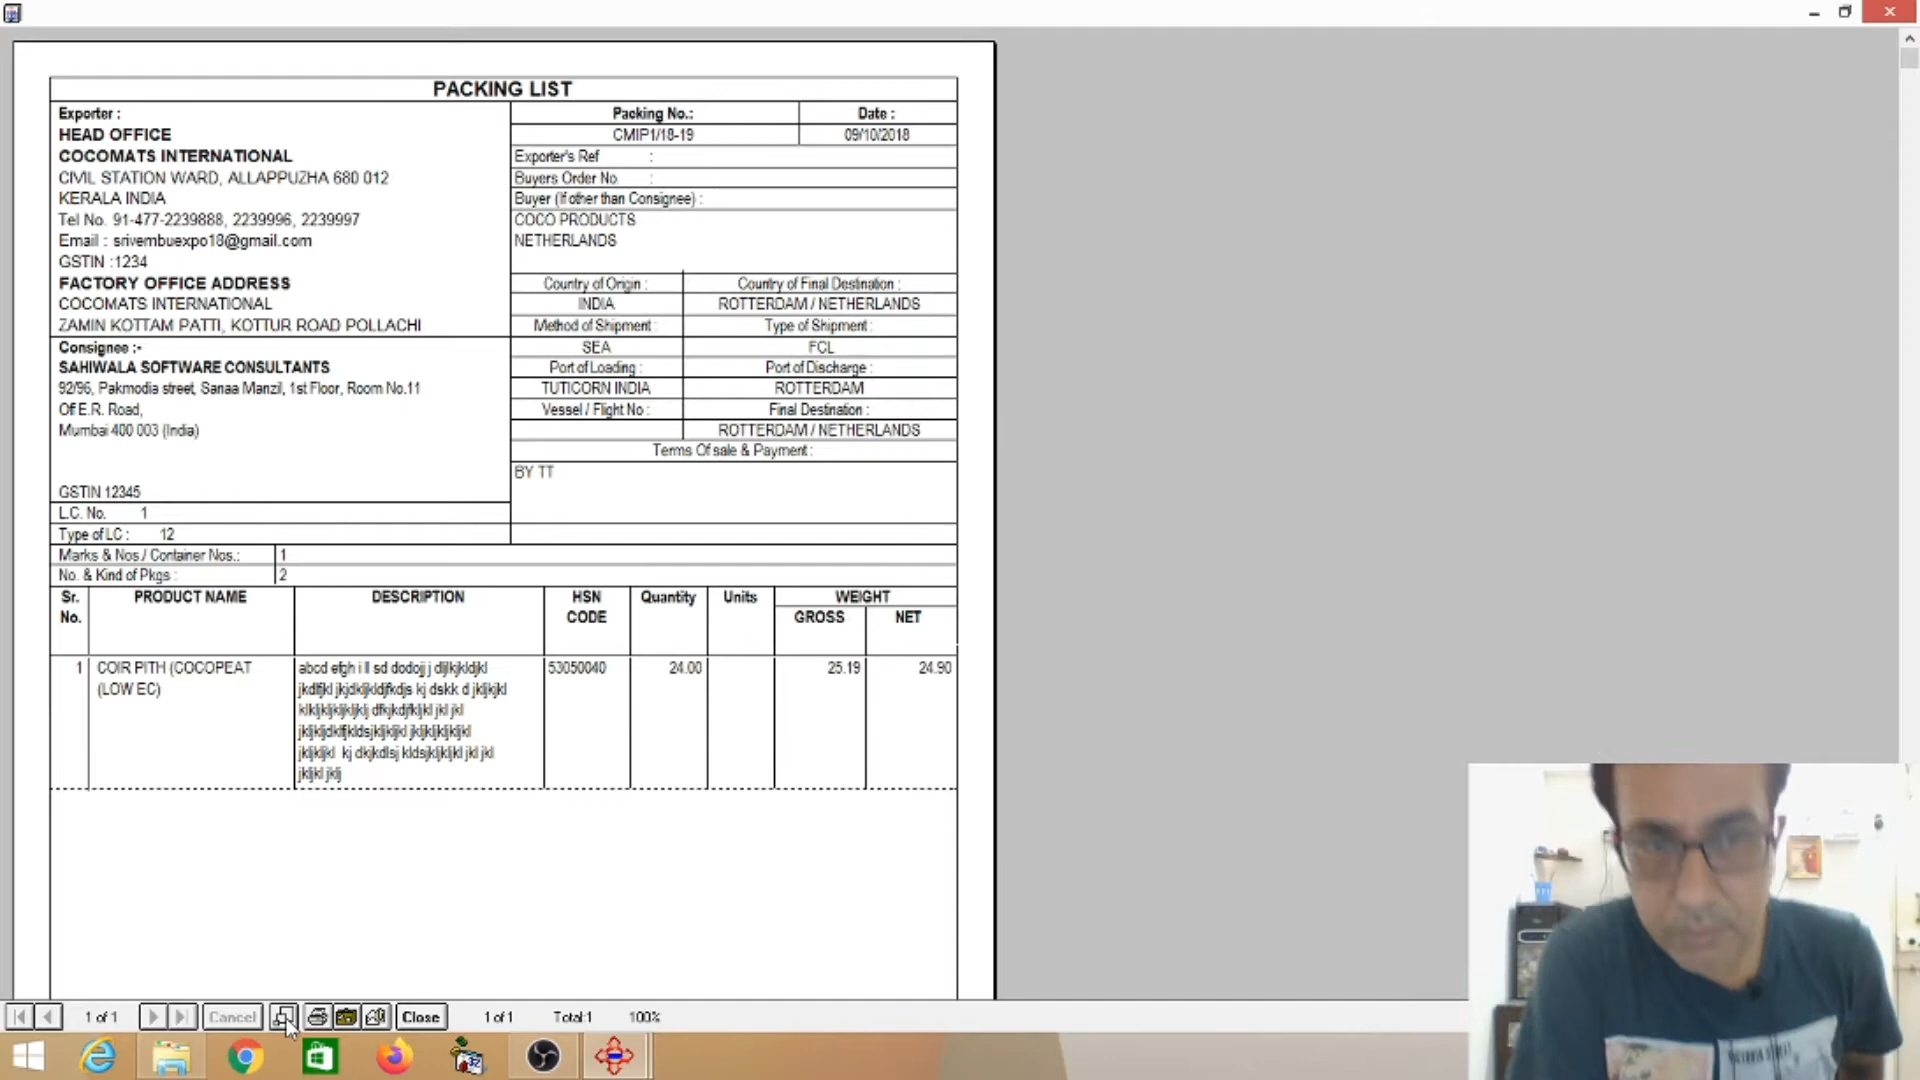 PACKING LIST
Exporter :
HEAD OFFICE
COCOMATS INTERNATIONAL
CIVIL STATION WARD, ALLAPPUZHA 680 012
KERALA INDIA
Tel No. 91-477-2239888, 2239996, 2239997
Email : srivembuexpo18@gmail.com
GSTIN :1234
FACTORY OFFICE ADDRESS
COCOMATS INTERNATIONAL
ZAMIN KOTTAM PATTI, KOTTUR ROAD POLLACHI
Packing No.: Date :
CMIP1/18-19 09/10/2018
Exporter's Ref :
Buyers Order No. :
Buyer (If other than Consignee) :
COCO PRODUCTS
NETHERLANDS
Country of Origin : Country of Final Destination :
INDIA ROTTERDAM / NETHERLANDS
Method of Shipment : Type of Shipment :
SEA FCL
Port of Loading : Port of Discharge :
TUTICORN INDIA ROTTERDAM
Vessel / Flight No : Final Destination :
ROTTERDAM / NETHERLANDS
Terms Of sale & Payment :
BY TT
Consignee :-
SAHIWALA SOFTWARE CONSULTANTS
92/96, Pakmodia street, Sanaa Manzil, 1st Floor, Room No.11
Of E.R. Road,
Mumbai 400 003 (India)
GSTIN 12345
L.C. No. 1
Type of LC : 12
Marks & Nos./ Container Nos.: 1
No. & Kind of Pkgs : 2
Sr. No. PRODUCT NAME DESCRIPTION HSN CODE Quantity Units WEIGHT GROSS NET
1 COIR PITH (COCOPEAT 53050040 24.00 25.19 24.90
(LOW EC)
abcd efgh i ll sd
1 of 1 Cancel Close 1 of 1 Total:1 100%